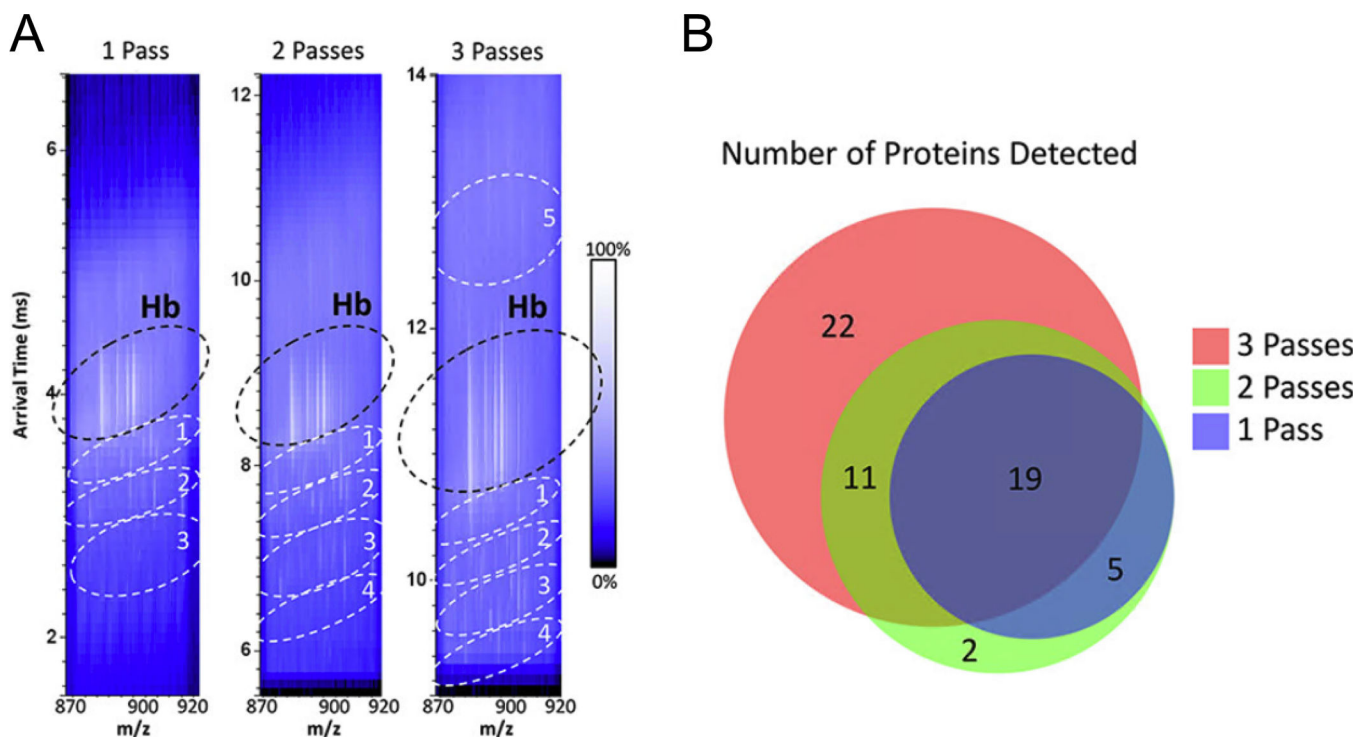 A
1 Pass
2 Passes
3 Passes
Arrival Time (ms)
6
4
2
Hb
1
2
3
870
900
920
m/z
12
10
8
6
Hb
1
2
3
4
870
900
920
m/z
14
12
10
5
Hb
1
2
3
4
870
900
920
m/z
100%
0%
B
Number of Proteins Detected
22
11
19
5
2
3 Passes
2 Passes
1 Pass